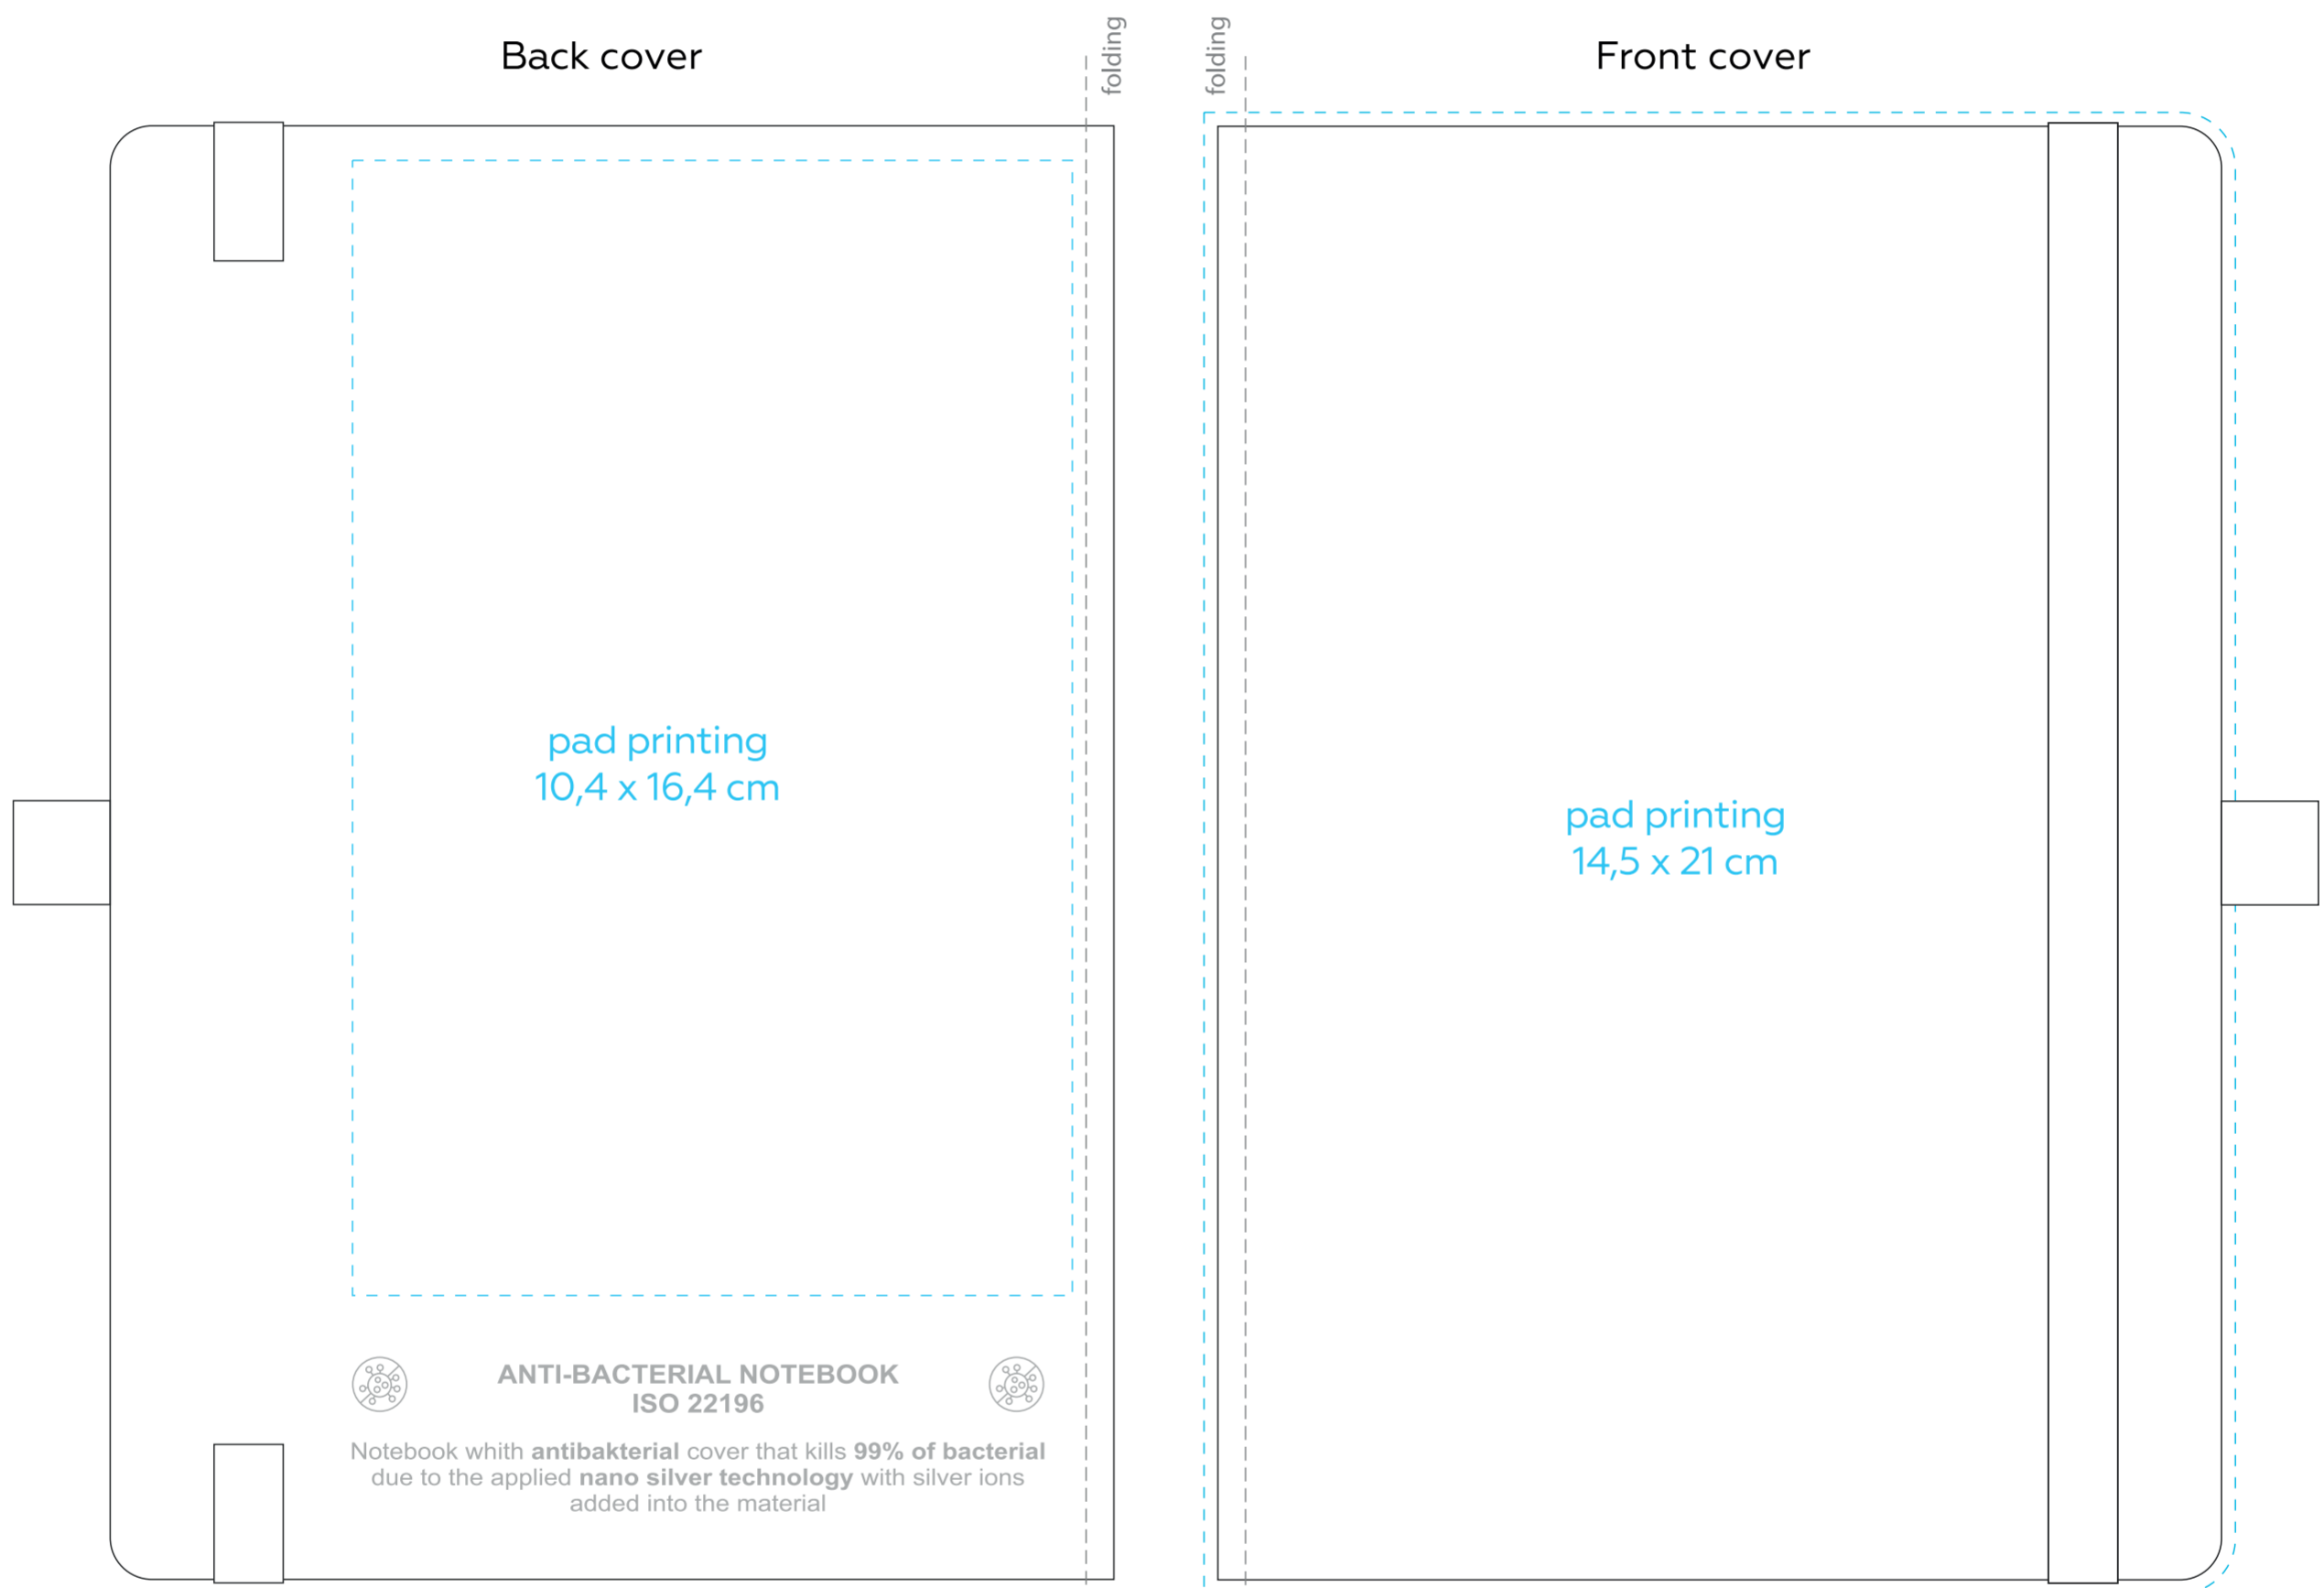 Back cover
folding
folding
Front cover
pad printing
10,4 x 16,4 cm
pad printing
14,5 x 21 cm
ANTI-BACTERIAL NOTEBOOK
ISO 22196
Notebook whith antibakterial cover that kills 99% of bacterial
due to the applied nano silver technology with silver ions
added into the material